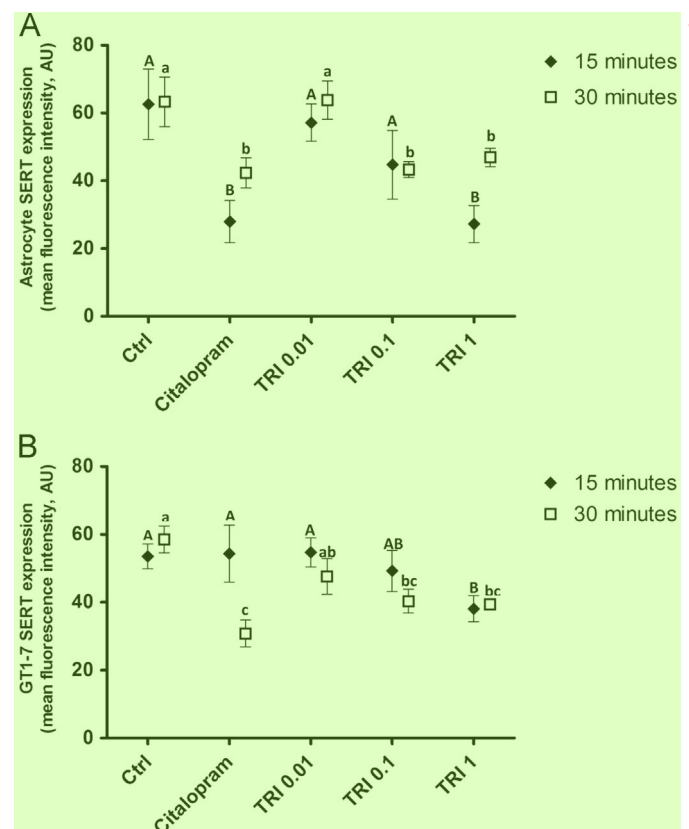 A
Astrocyte SERT expression
(mean fluorescence intensity, AU)
80
60
40
20
0
A a
B b
A a
A b
B b
Ctrl
Citalopram
TRI 0.01
TRI 0.1
TRI 1
15 minutes
30 minutes
B
GT1-7 SERT expression
(mean fluorescence intensity, AU)
80
60
40
20
0
A a
A c
A ab
AB bc
B bc
Ctrl
Citalopram
TRI 0.01
TRI 0.1
TRI 1
15 minutes
30 minutes